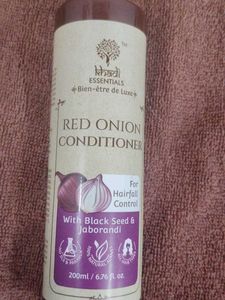 khadi
ESSENTIALS
Bien-être de Luxe
RED ONION
CONDITIONER
For
Hairfall
Control
With Black Seed &
Jaborandi
200ml / 6.76 fl. oz.